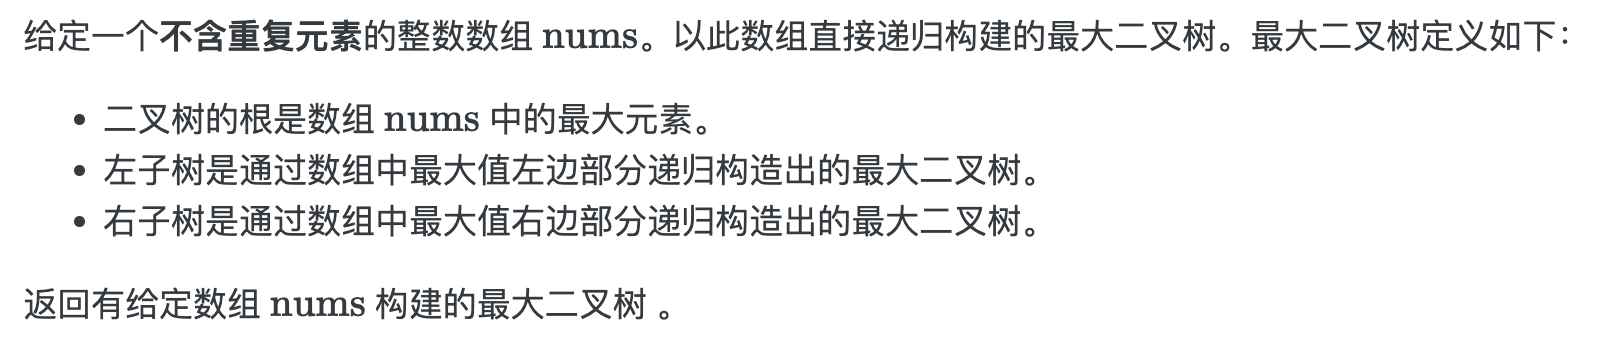 给定一个不含重复元素的整数数组 nums。以此数组直接递归构建的最大二叉树。最大二叉树定义如下：
• 二叉树的根是数组 nums 中的最大元素。
• 左子树是通过数组中最大值左边部分递归构造出的最大二叉树。
• 右子树是通过数组中最大值右边部分递归构造出的最大二叉树。
返回有给定数组 nums 构建的最大二叉树 。